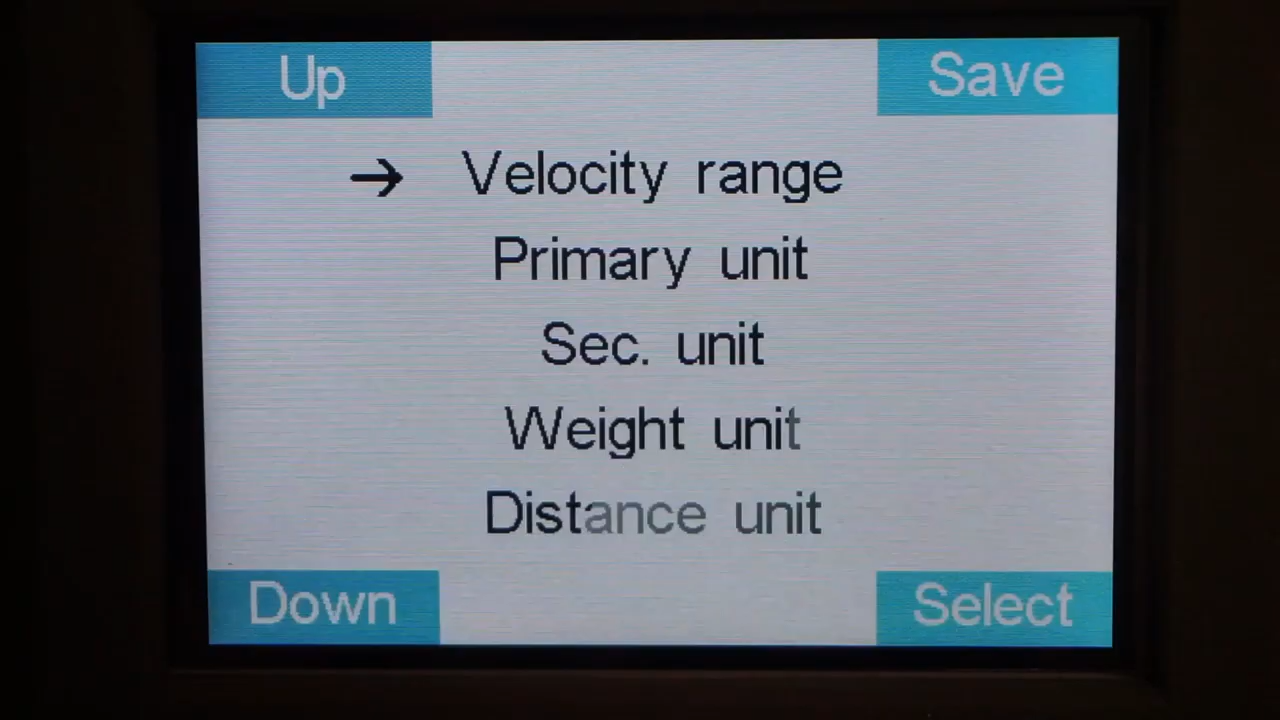 Up
Save
→ Velocity range
Primary unit
Sec. unit
Weight unit
Distance unit
Down
Select